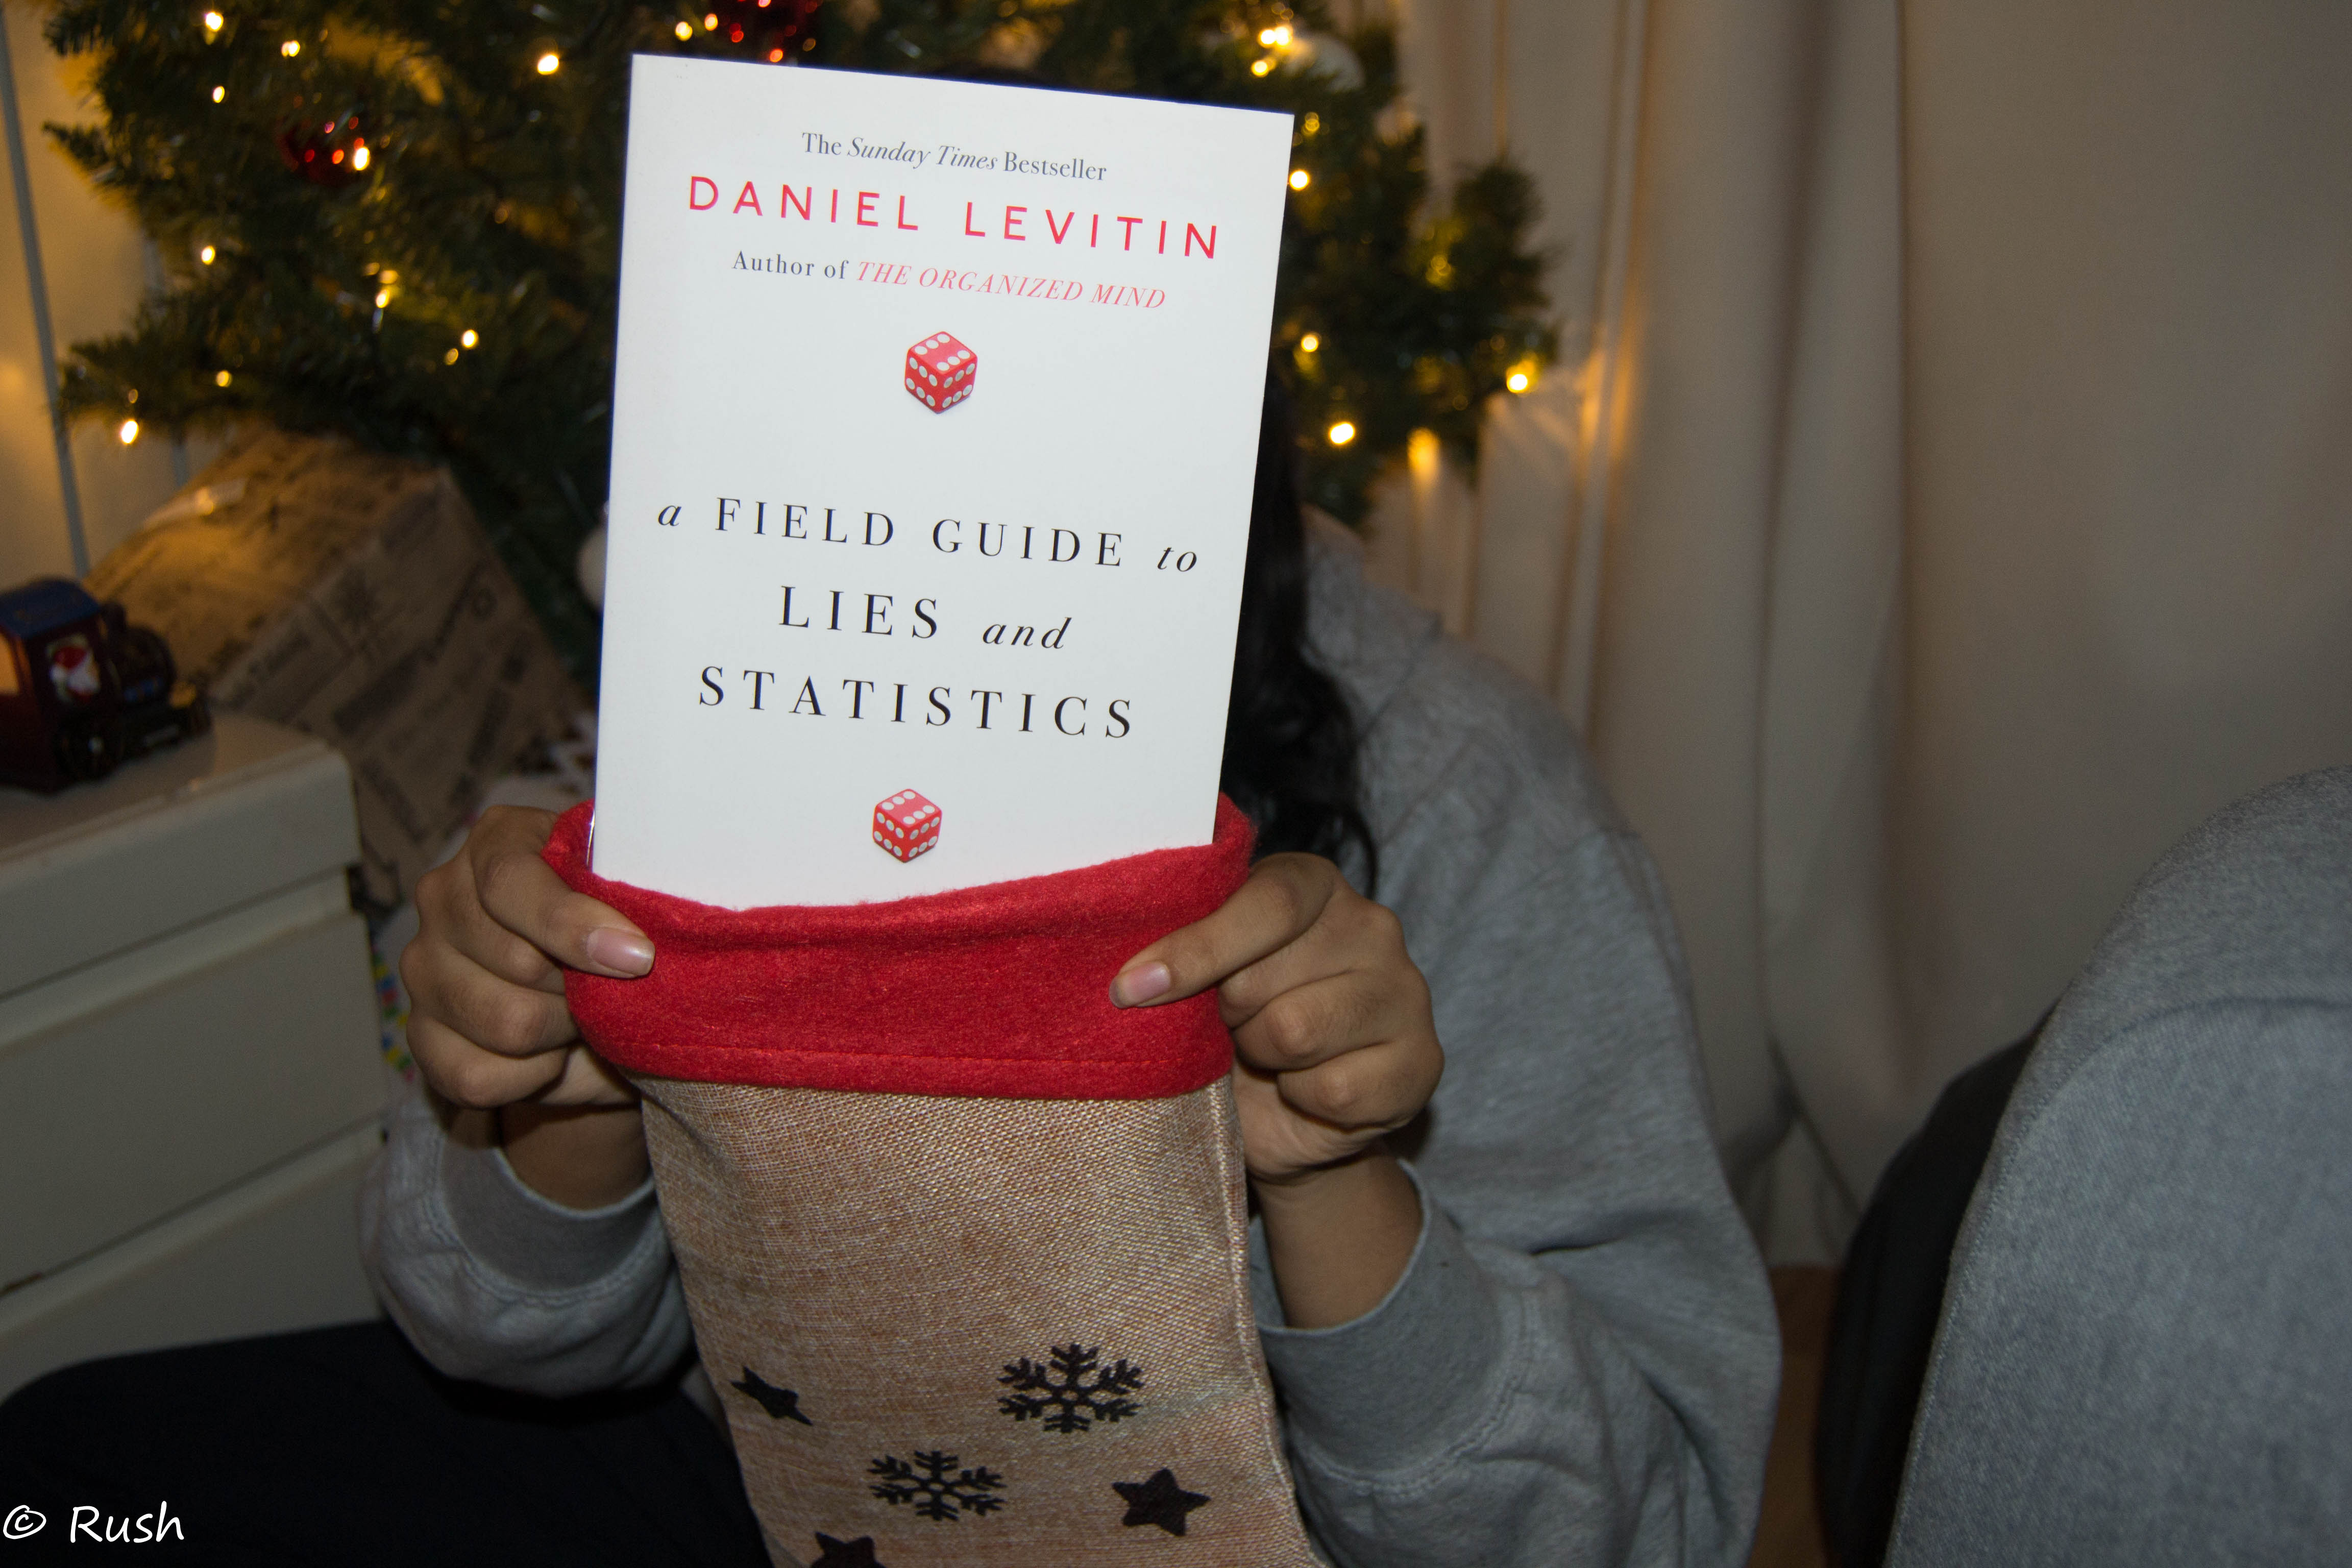 The Sunday Times Bestseller
DANIEL LEVITIN
Author of THE ORGANIZED MIND
a FIELD GUIDE to
LIES and
STATISTICS
© Rush